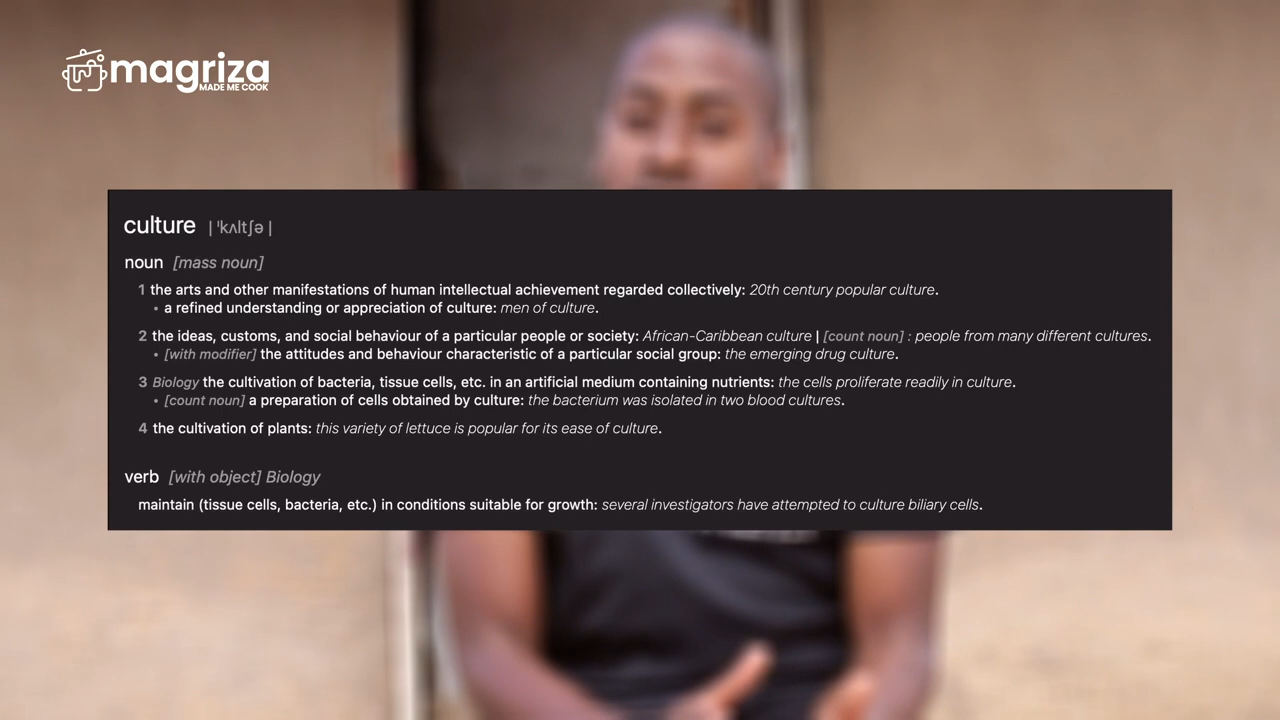 magriza
MADE ME COOK
culture | ˈkʌltʃə |
noun [mass noun]
1 the arts and other manifestations of human intellectual achievement regarded collectively: 20th century popular culture.
• a refined understanding or appreciation of culture: men of culture.
2 the ideas, customs, and social behaviour of a particular people or society: African-Caribbean culture | [count noun] : people from many different cultures.
• [with modifier] the attitudes and behaviour characteristic of a particular social group: the emerging drug culture.
3 Biology the cultivation of bacteria, tissue cells, etc. in an artificial medium containing nutrients: the cells proliferate readily in culture.
• [count noun] a preparation of cells obtained by culture: the bacterium was isolated in two blood cultures.
4 the cultivation of plants: this variety of lettuce is popular for its ease of culture.
verb [with object] Biology
maintain (tissue cells, bacteria, etc.) in conditions suitable for growth: several investigators have attempted to culture biliary cells.